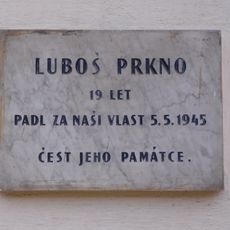 LUBOŠ PRKNO
19 LET
PADL ZA NAŠI VLAST 5.5.1945
ČEST JEHO PAMÁTCE.